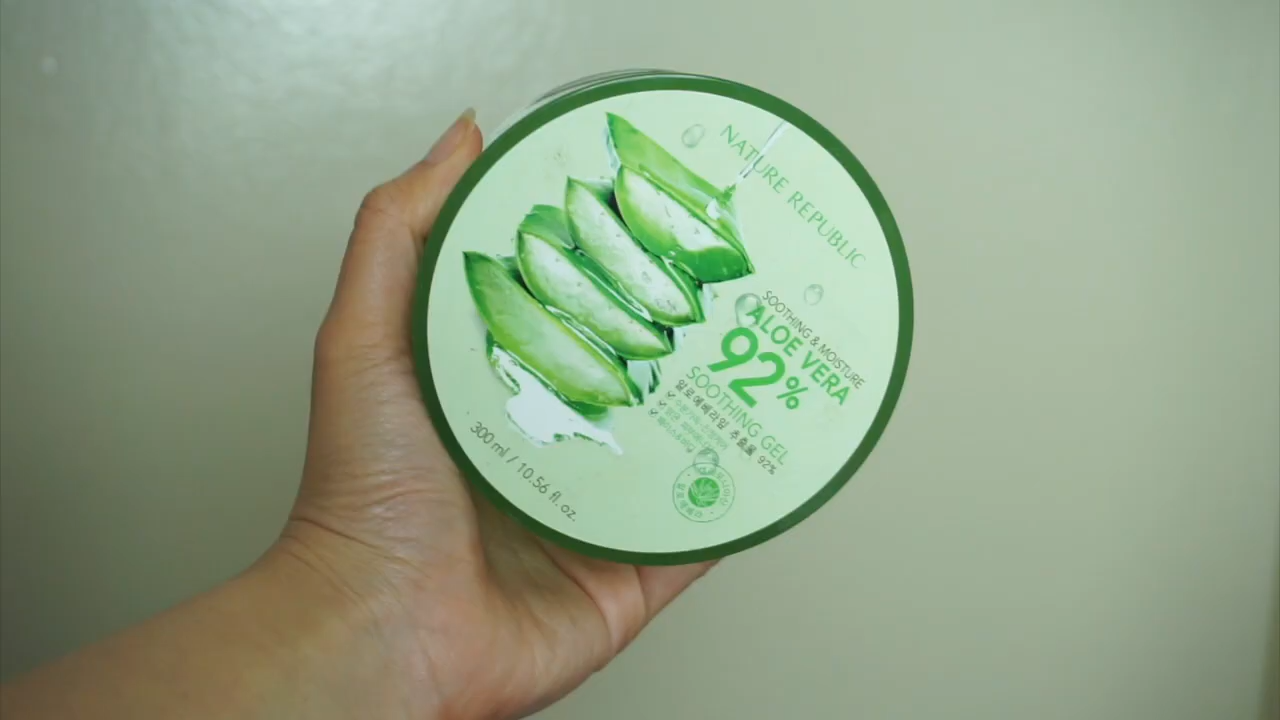 NATURE REPUBLIC
SOOTHING & MOISTURE
ALOE VERA
92%
SOOTHING GEL
알로에베라잎 추출물 92%
300 ml / 10.56 fl. oz.